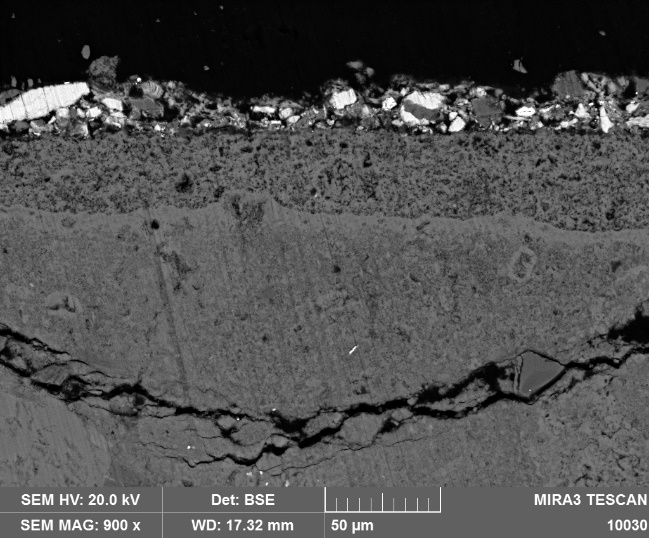 SEM HV: 20.0 kV Det: BSE MIRA3 TESCAN
SEM MAG: 900 x WD: 17.32 mm 50 µm 10030